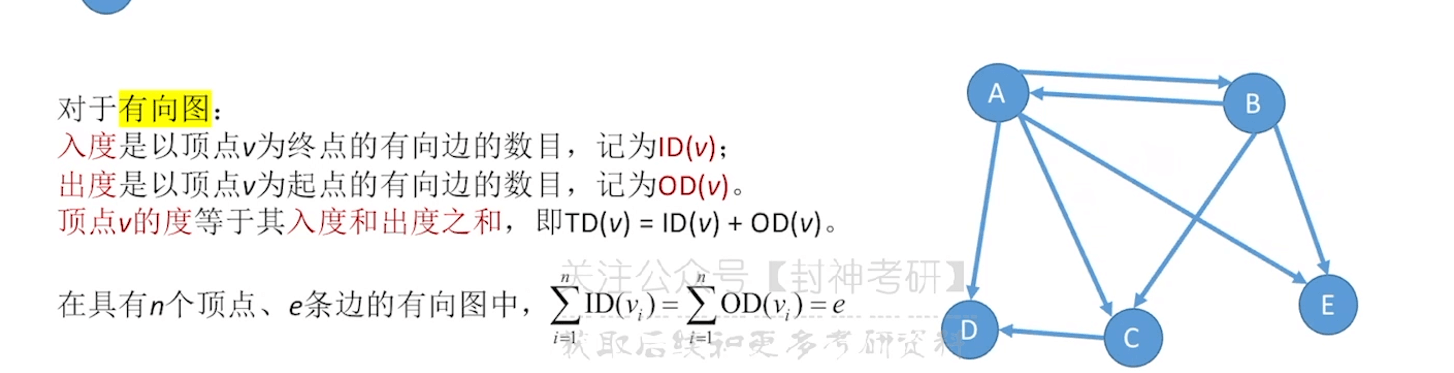 对于有向图：
入度是以顶点v为终点的有向边的数目，记为ID(v)；
出度是以顶点v为起点的有向边的数目，记为OD(v)。
顶点v的度等于其入度和出度之和，即TD(v) = ID(v) + OD(v)。
关注公众号【封神考研】
在具有n个顶点、e条边的有向图中，∑_{i=1}^{n} ID(v_i) = ∑_{i=1}^{n} OD(v_i) = e
获取后续和更多考研资料
A
B
E
D
C